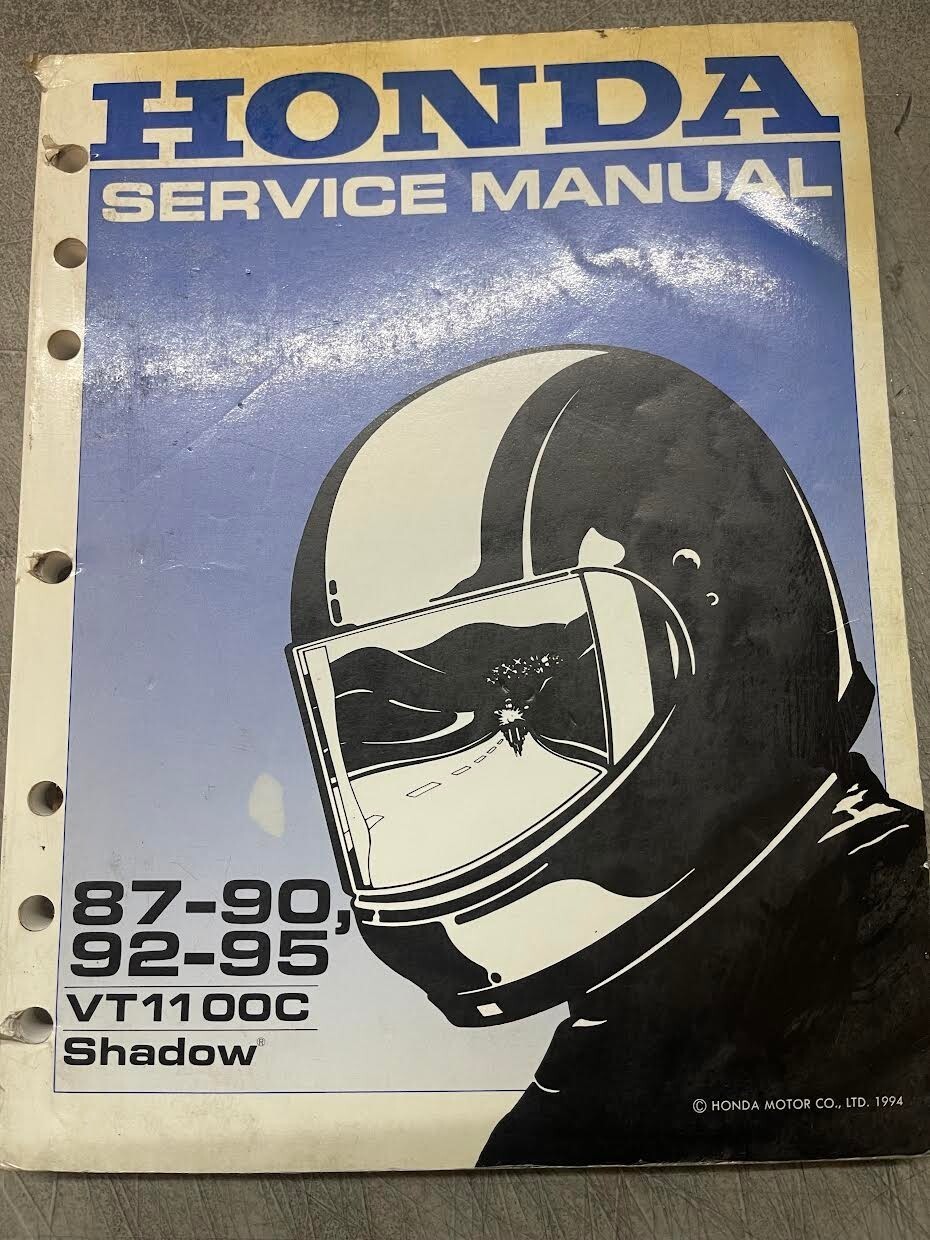 HONDA
SERVICE MANUAL
87-90,
92-95
VT1100C
Shadow®
© HONDA MOTOR CO., LTD. 1994